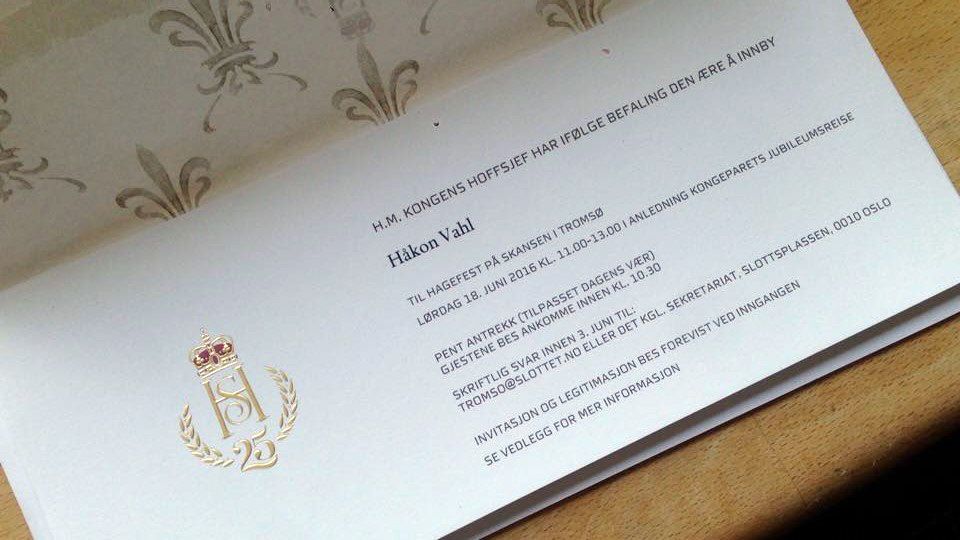 H.M. KONGENS HOFFSJEF HAR IFØLGE BEFALING DEN ÆRE Å INNBY
Håkon Vahl
TIL HAGEFEST PÅ SKANSEN I TROMSØ
LØRDAG 18. JUNI 2016 KL. 11.00-13.00 I ANLEDNING KONGEPARETS JUBILEUMSREISE
PENT ANTREKK (TILPASSET DAGENS VÆR)
GJESTENE BES ANKOMME INNEN KL. 10.30
SKRIFTLIG SVAR INNEN 3. JUNI TIL:
TROMSO@SLOTTET.NO ELLER DET KGL. SEKRETARIAT, SLOTTSPLASSEN, 0010 OSLO
INVITASJON OG LEGITIMASJON BES FOREVIST VED INNGANGEN
SE VEDLEGG FOR MER INFORMASJON
HSH
25